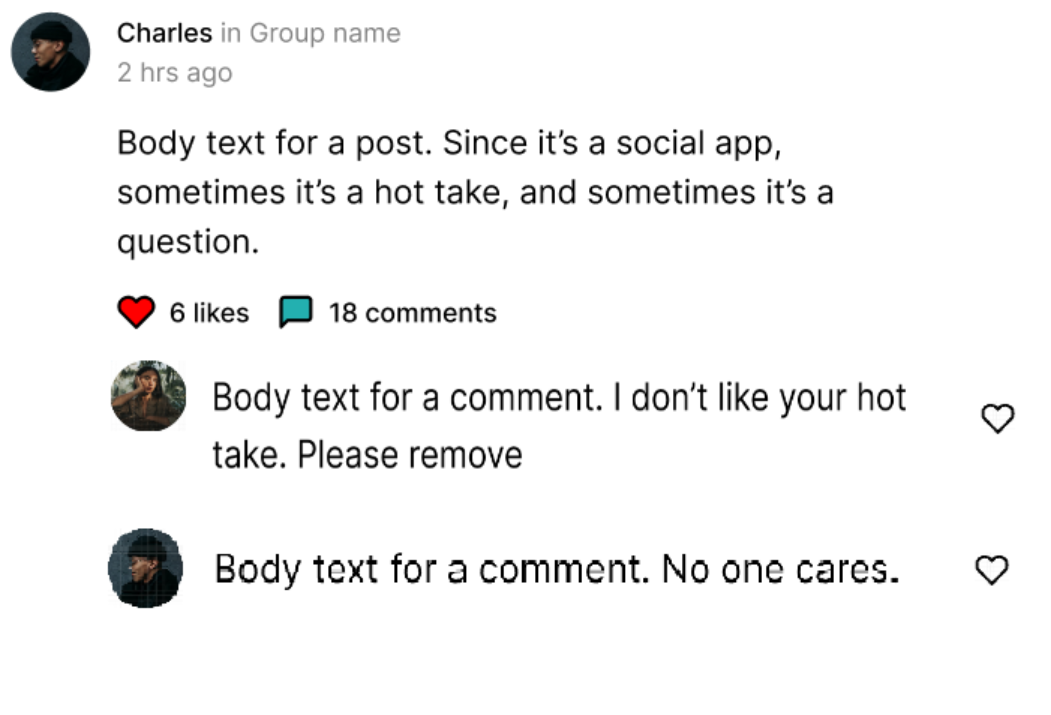 Charles in Group name
2 hrs ago
Body text for a post. Since it’s a social app,
sometimes it’s a hot take, and sometimes it’s a
question.
6 likes 18 comments
Body text for a comment. I don’t like your hot
take. Please remove
Body text for a comment. No one cares.